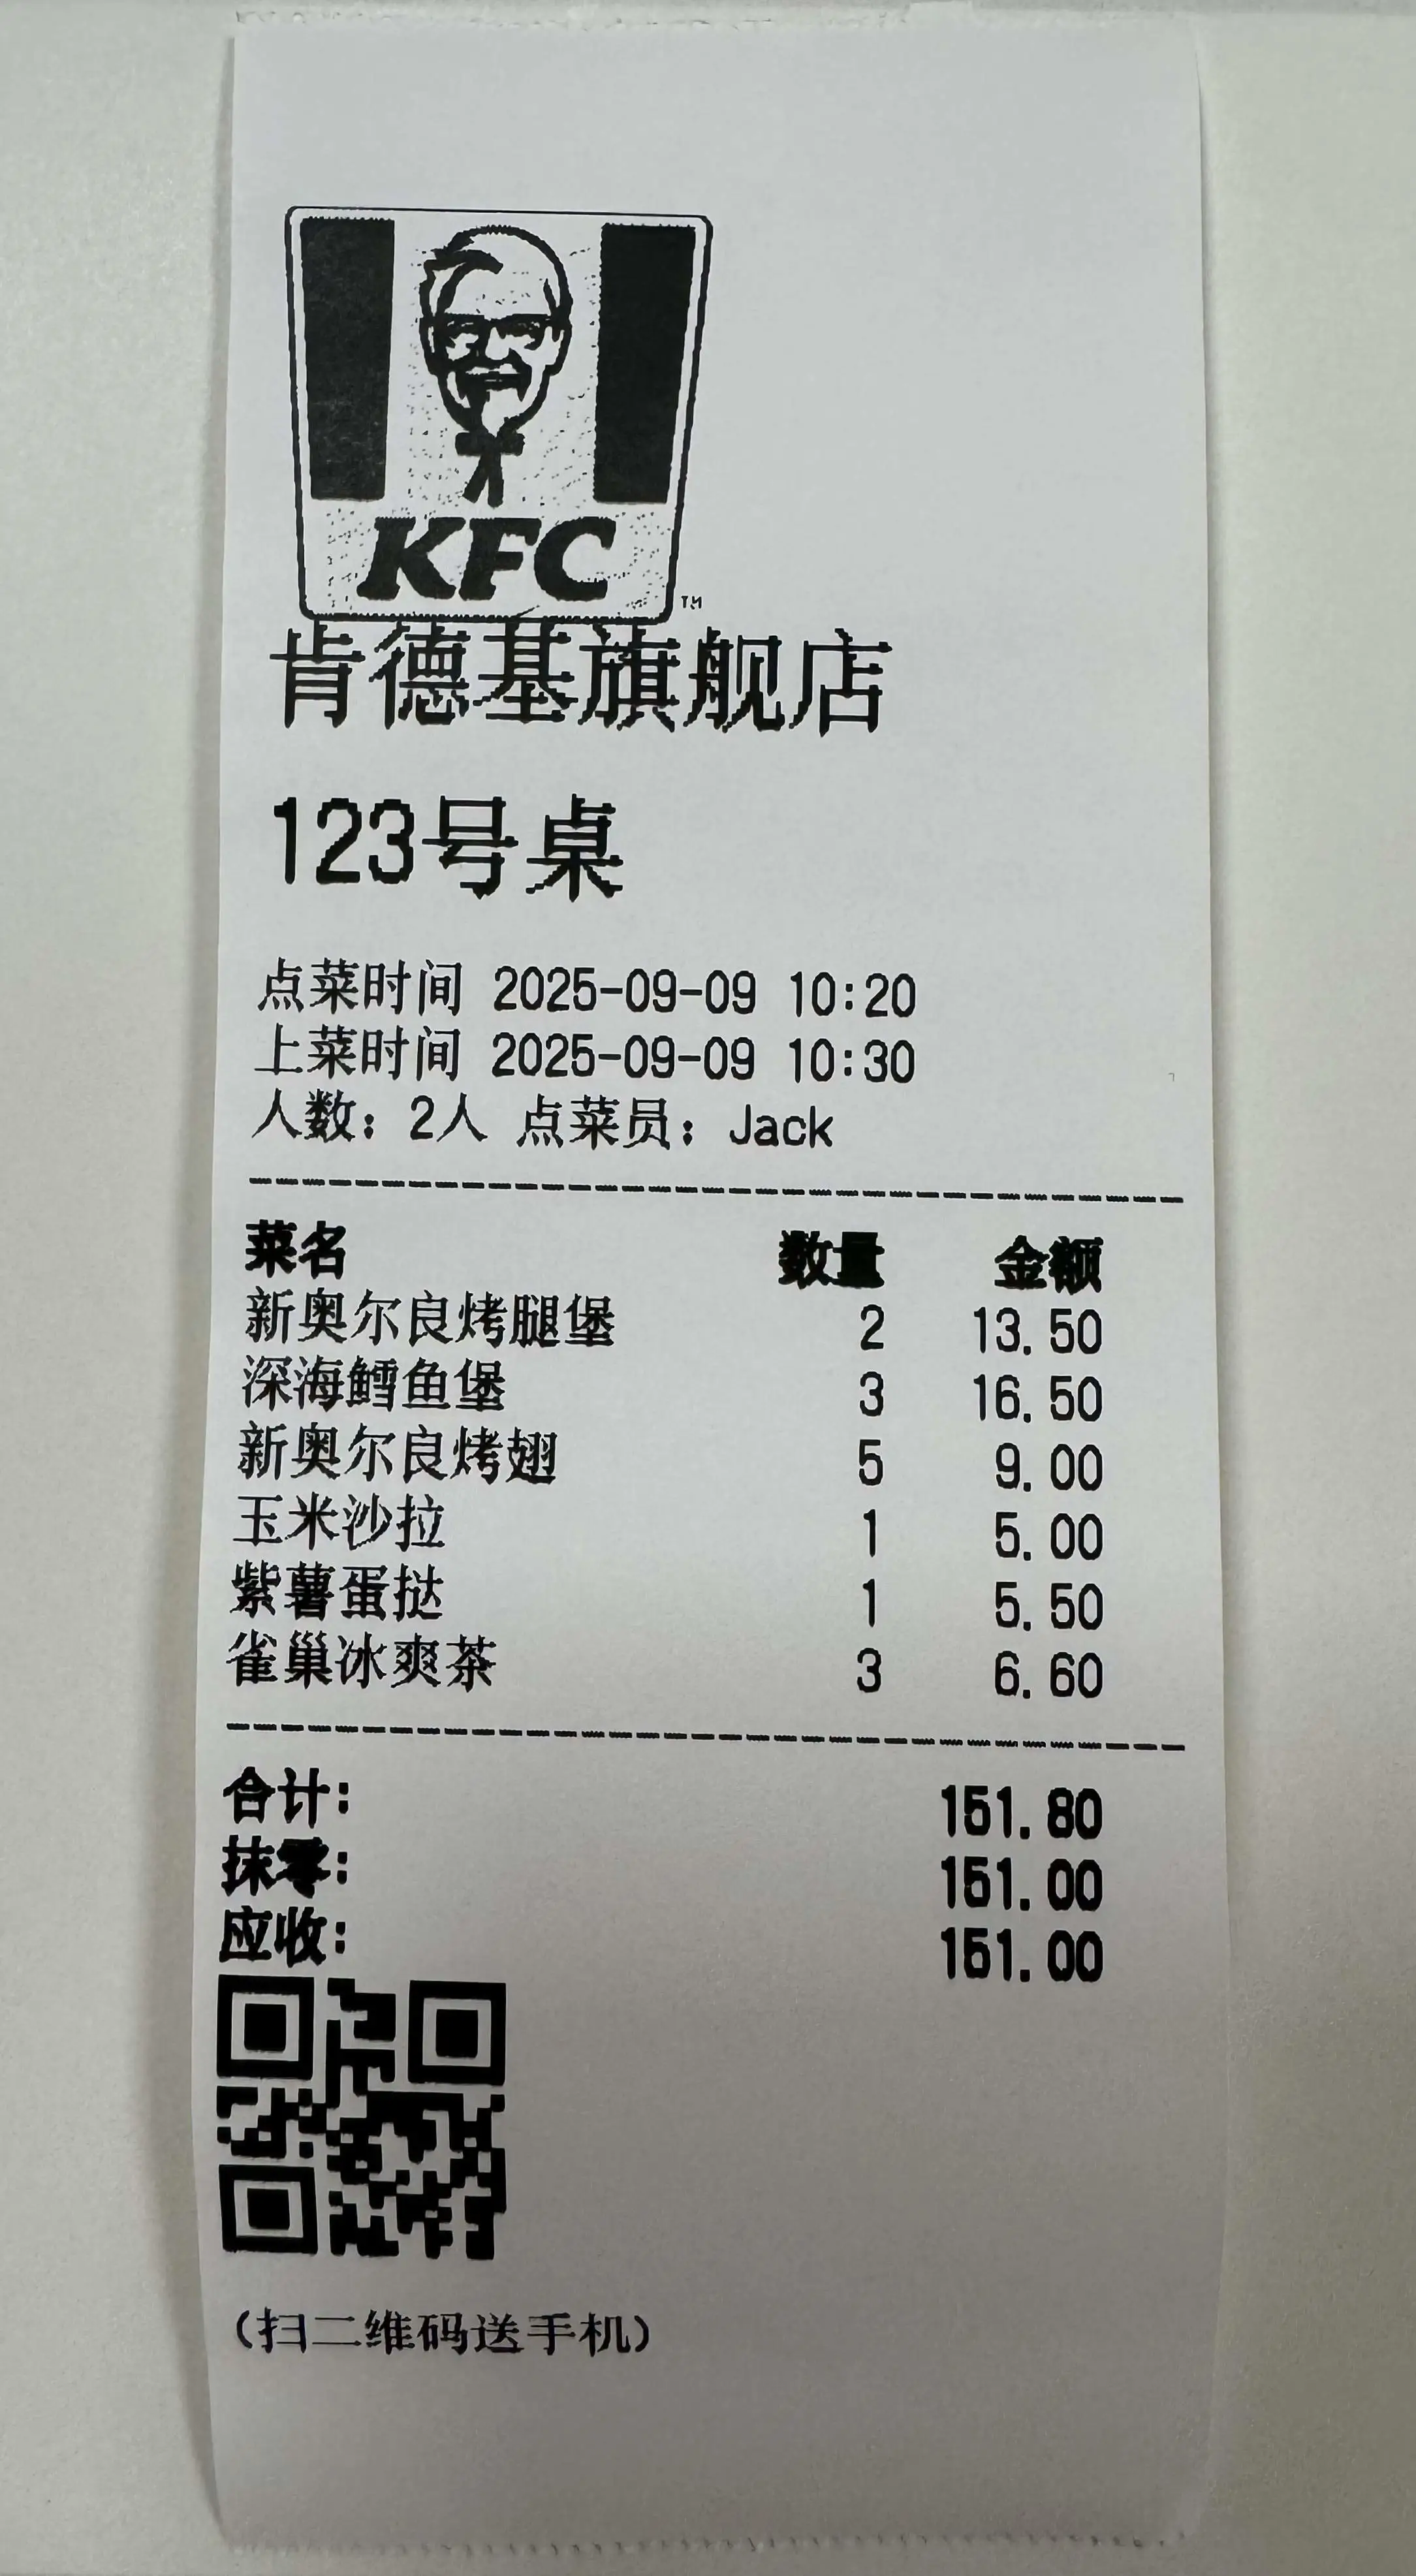 KFC
TM
肯德基旗舰店
123号桌
点菜时间 2025-09-09 10:20
上菜时间 2025-09-09 10:30
人数：2人 点菜员：Jack
菜名 数量 金额
新奥尔良烤腿堡 2 13.50
深海鳕鱼堡 3 16.50
新奥尔良烤翅 5 9.00
玉米沙拉 1 5.00
紫薯蛋挞 1 5.50
雀巢冰爽茶 3 6.60
合计: 151.80
抹零: 151.00
应收: 151.00
(扫二维码送手机)